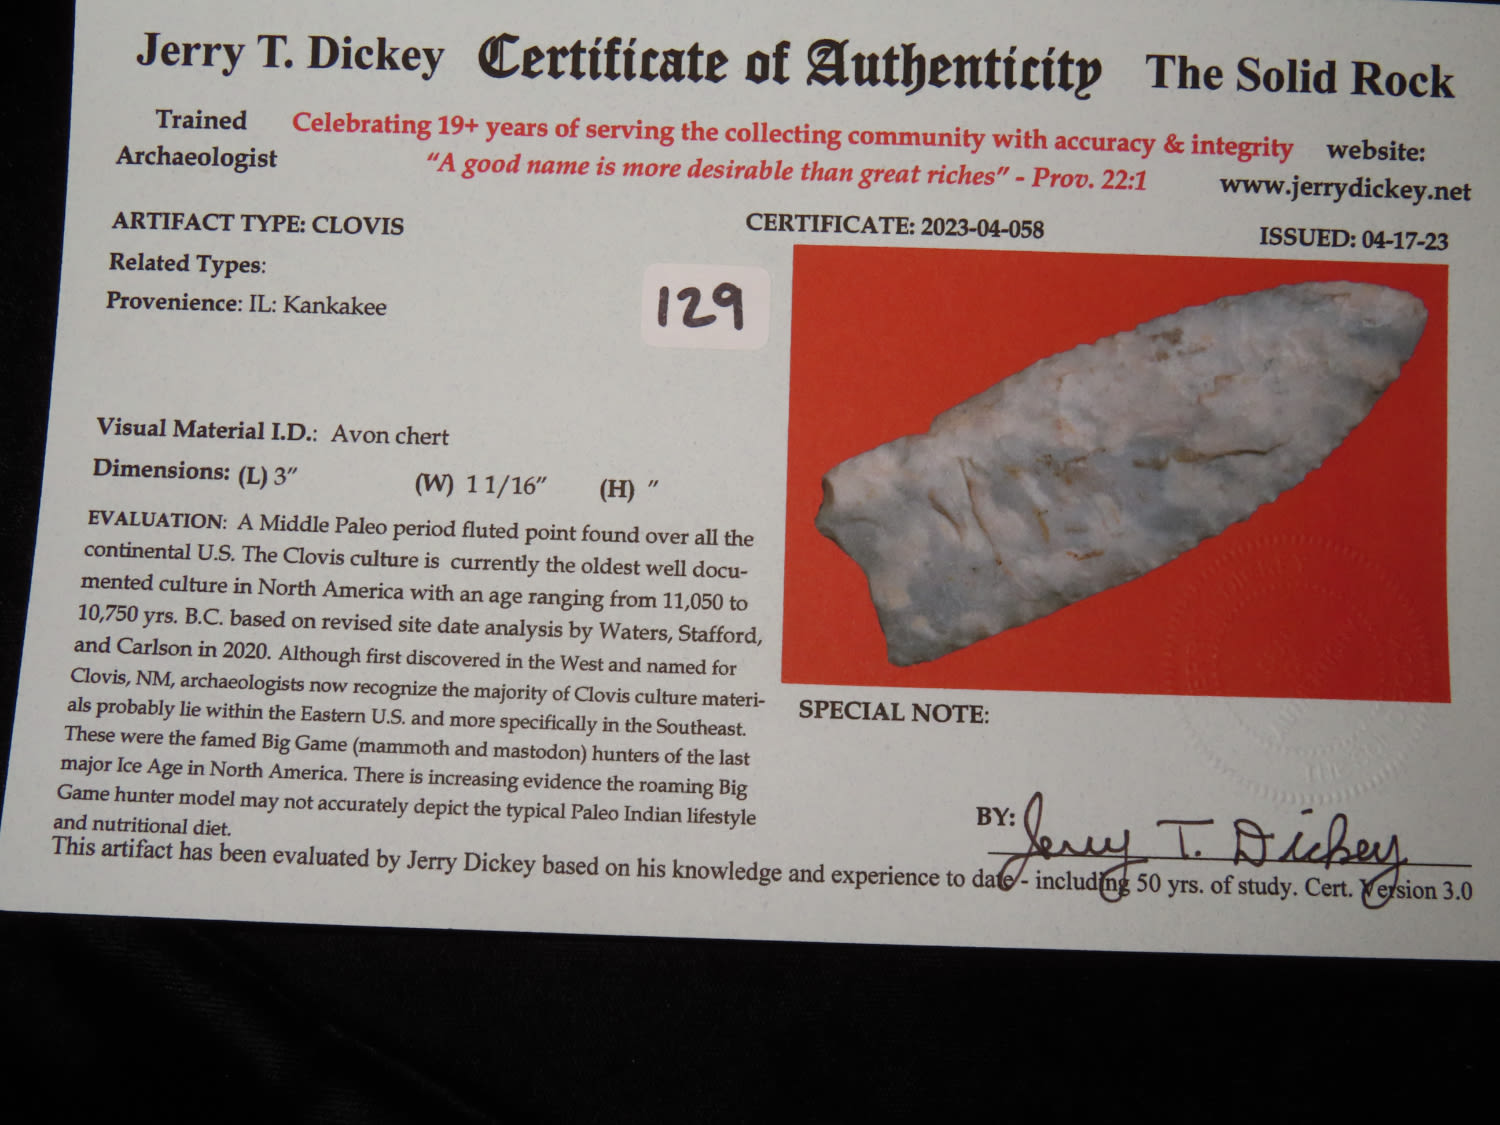 Jerry T. Dickey Certificate of Authenticity The Solid Rock
Trained Archaeologist
Celebrating 19+ years of serving the collecting community with accuracy & integrity
"A good name is more desirable than great riches" - Prov. 22:1
website:
www.jerrydickey.net
ARTIFACT TYPE: CLOVIS
CERTIFICATE: 2023-04-058
ISSUED: 04-17-23
Related Types:
Provenience: IL: Kankakee
129
Visual Material I.D.: Avon chert
Dimensions: (L) 3" (W) 1 1/16" (H) "
EVALUATION: A Middle Paleo period fluted point found over all the
continental U.S. The Clovis culture is currently the oldest well docu-
mented culture in North America with an age ranging from 11,050 to
10,750 yrs. B.C. based on revised site date analysis by Waters, Stafford,
and Carlson in 2020. Although first discovered in the West and named for
Clovis, NM, archaeologists now recognize the majority of Clovis culture materi-
als probably lie within the Eastern U.S. and more specifically in the Southeast.
These were the famed Big Game (mammoth and mastodon) hunters of the last
major Ice Age in North America. There is increasing evidence the roaming Big
Game hunter model may not accurately depict the typical Paleo Indian lifestyle
and nutritional diet.
SPECIAL NOTE:
BY: Jerry T. Dickey
This artifact has been evaluated by Jerry Dickey based on his knowledge and experience to date - including 50 yrs. of study. Cert. Version 3.0